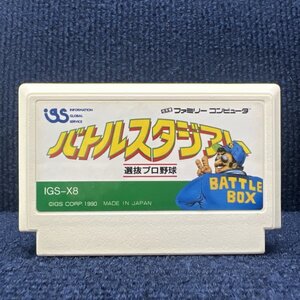 igs
INFORMATION
GLOBAL
SERVICE
ファミリーコンピュータ
バトルスタジアム
選抜プロ野球
BATTLE
BOX
IGS-X8
©IGS CORP. 1990 MADE IN JAPAN